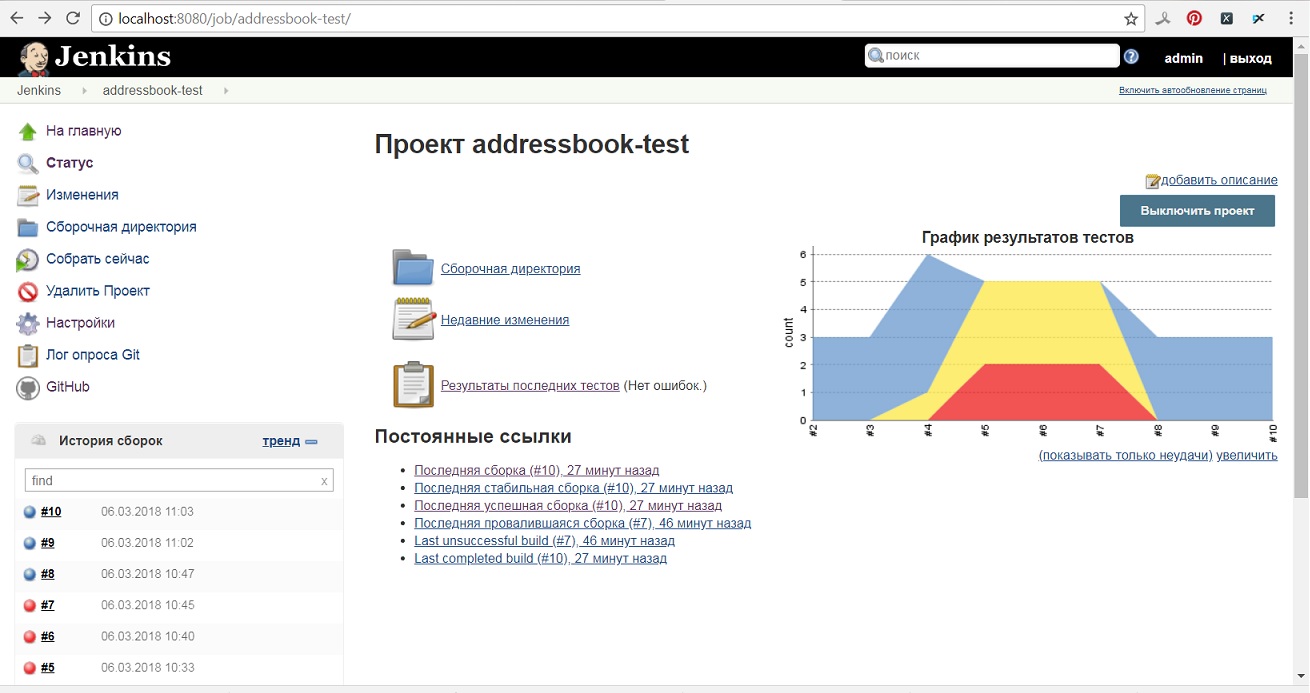 localhost:8080/job/addressbook-test/
Jenkins
поиск
admin
| выход
Jenkins
addressbook-test
Включить автообновление страниц
На главную
Статус
Изменения
Сборочная директория
Собрать сейчас
Удалить Проект
Настройки
Лог опроса Git
GitHub
История сборок
тренд
find
x
#10 06.03.2018 11:03
#9 06.03.2018 11:02
#8 06.03.2018 10:47
#7 06.03.2018 10:45
#6 06.03.2018 10:40
#5 06.03.2018 10:33
Проект addressbook-test
добавить описание
Выключить проект
Сборочная директория
Недавние изменения
Результаты последних тестов (Нет ошибок.)
График результатов тестов
count
6
5
4
3
2
1
0
#2 #3 #4 #5 #6 #7 #8 #9 #10
(показывать только неудачи) увеличить
Постоянные ссылки
Последняя сборка (#10), 27 минут назад
Последняя стабильная сборка (#10), 27 минут назад
Последняя успешная сборка (#10), 27 минут назад
Последняя провалившаяся сборка (#7), 46 минут назад
Last unsuccessful build (#7), 46 минут назад
Last completed build (#10), 27 минут назад